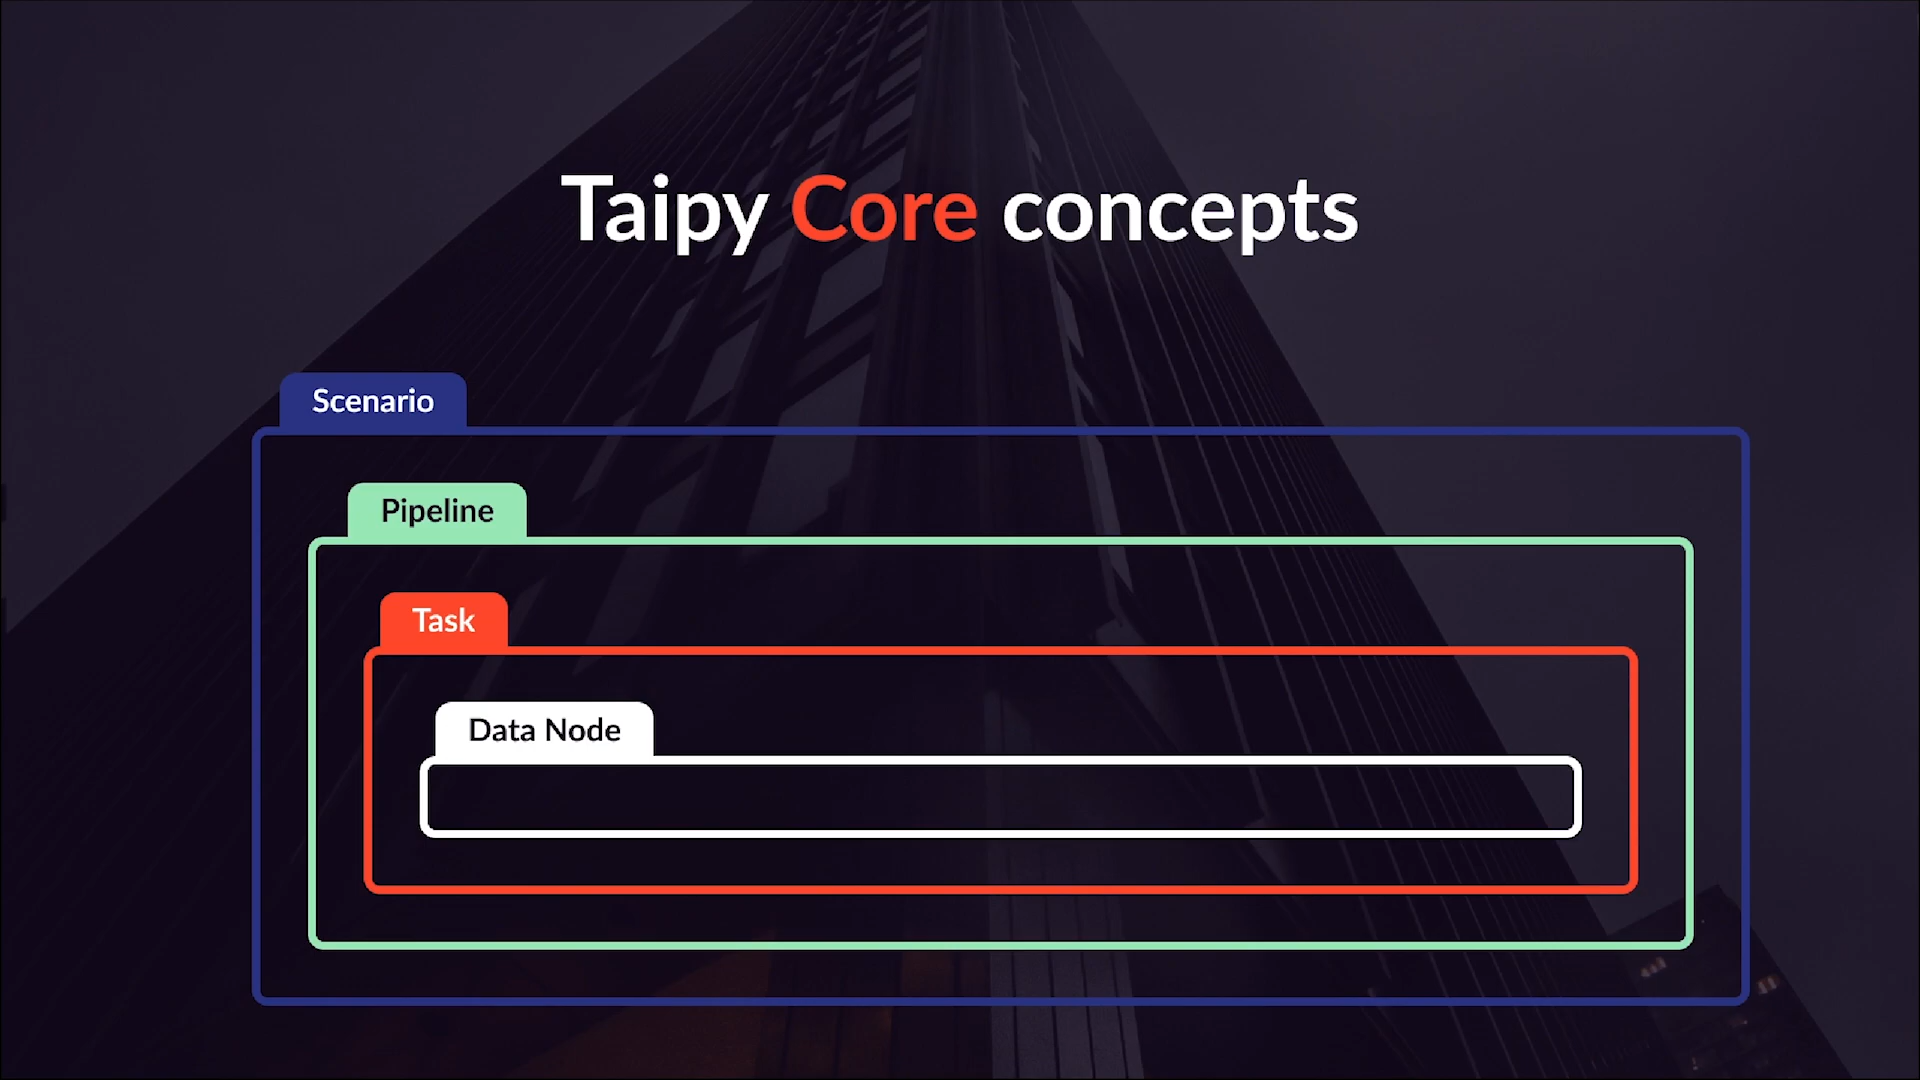 Taipy Core concepts
Scenario
Pipeline
Task
Data Node